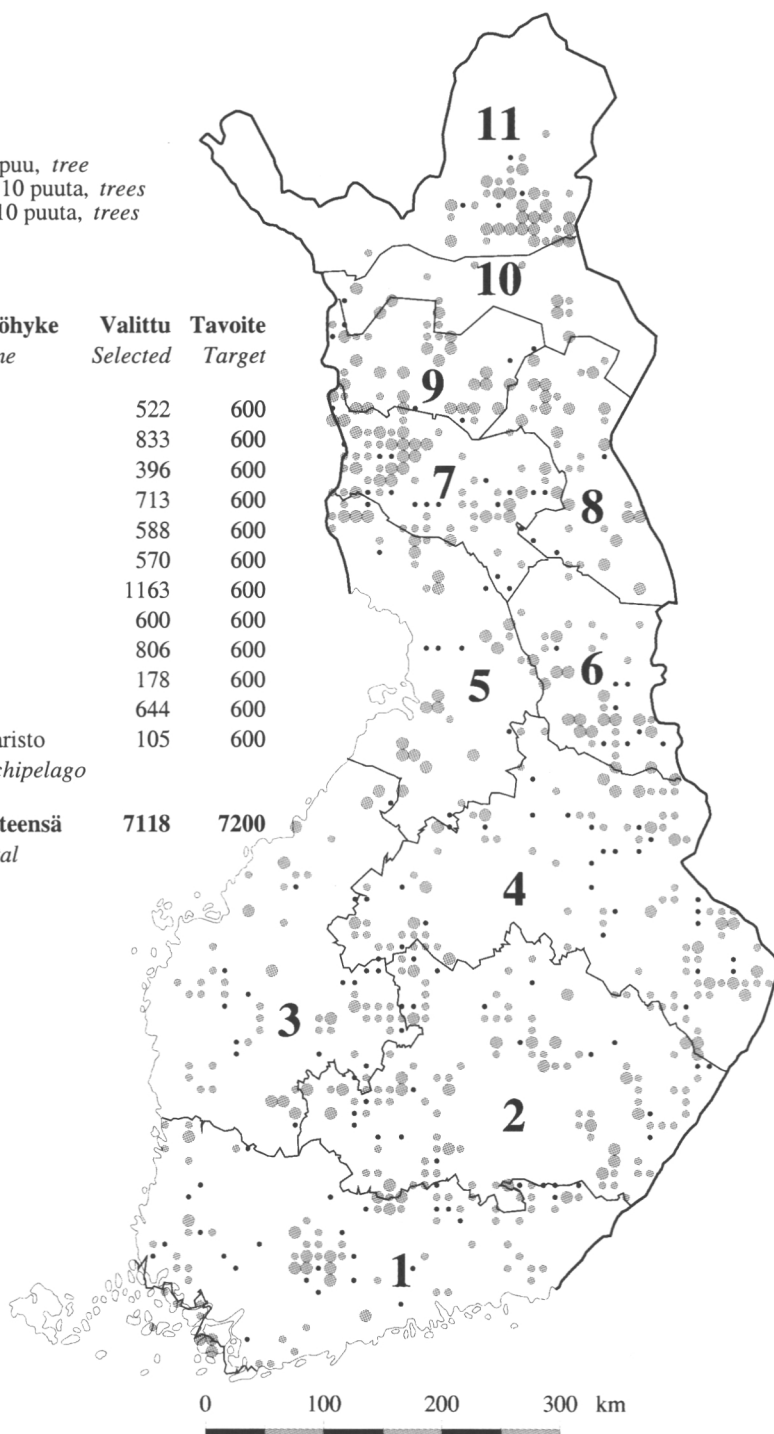 puu, tree
10 puuta, trees
10 puuta, trees
öhyke Valittu Tavoite
ne Selected Target
522 600
833 600
396 600
713 600
588 600
570 600
1163 600
600 600
806 600
178 600
644 600
aristo 105 600
chipelago
teensä 7118 7200
al
11
10
9
7
8
6
5
4
3
2
1
0 100 200 300 km